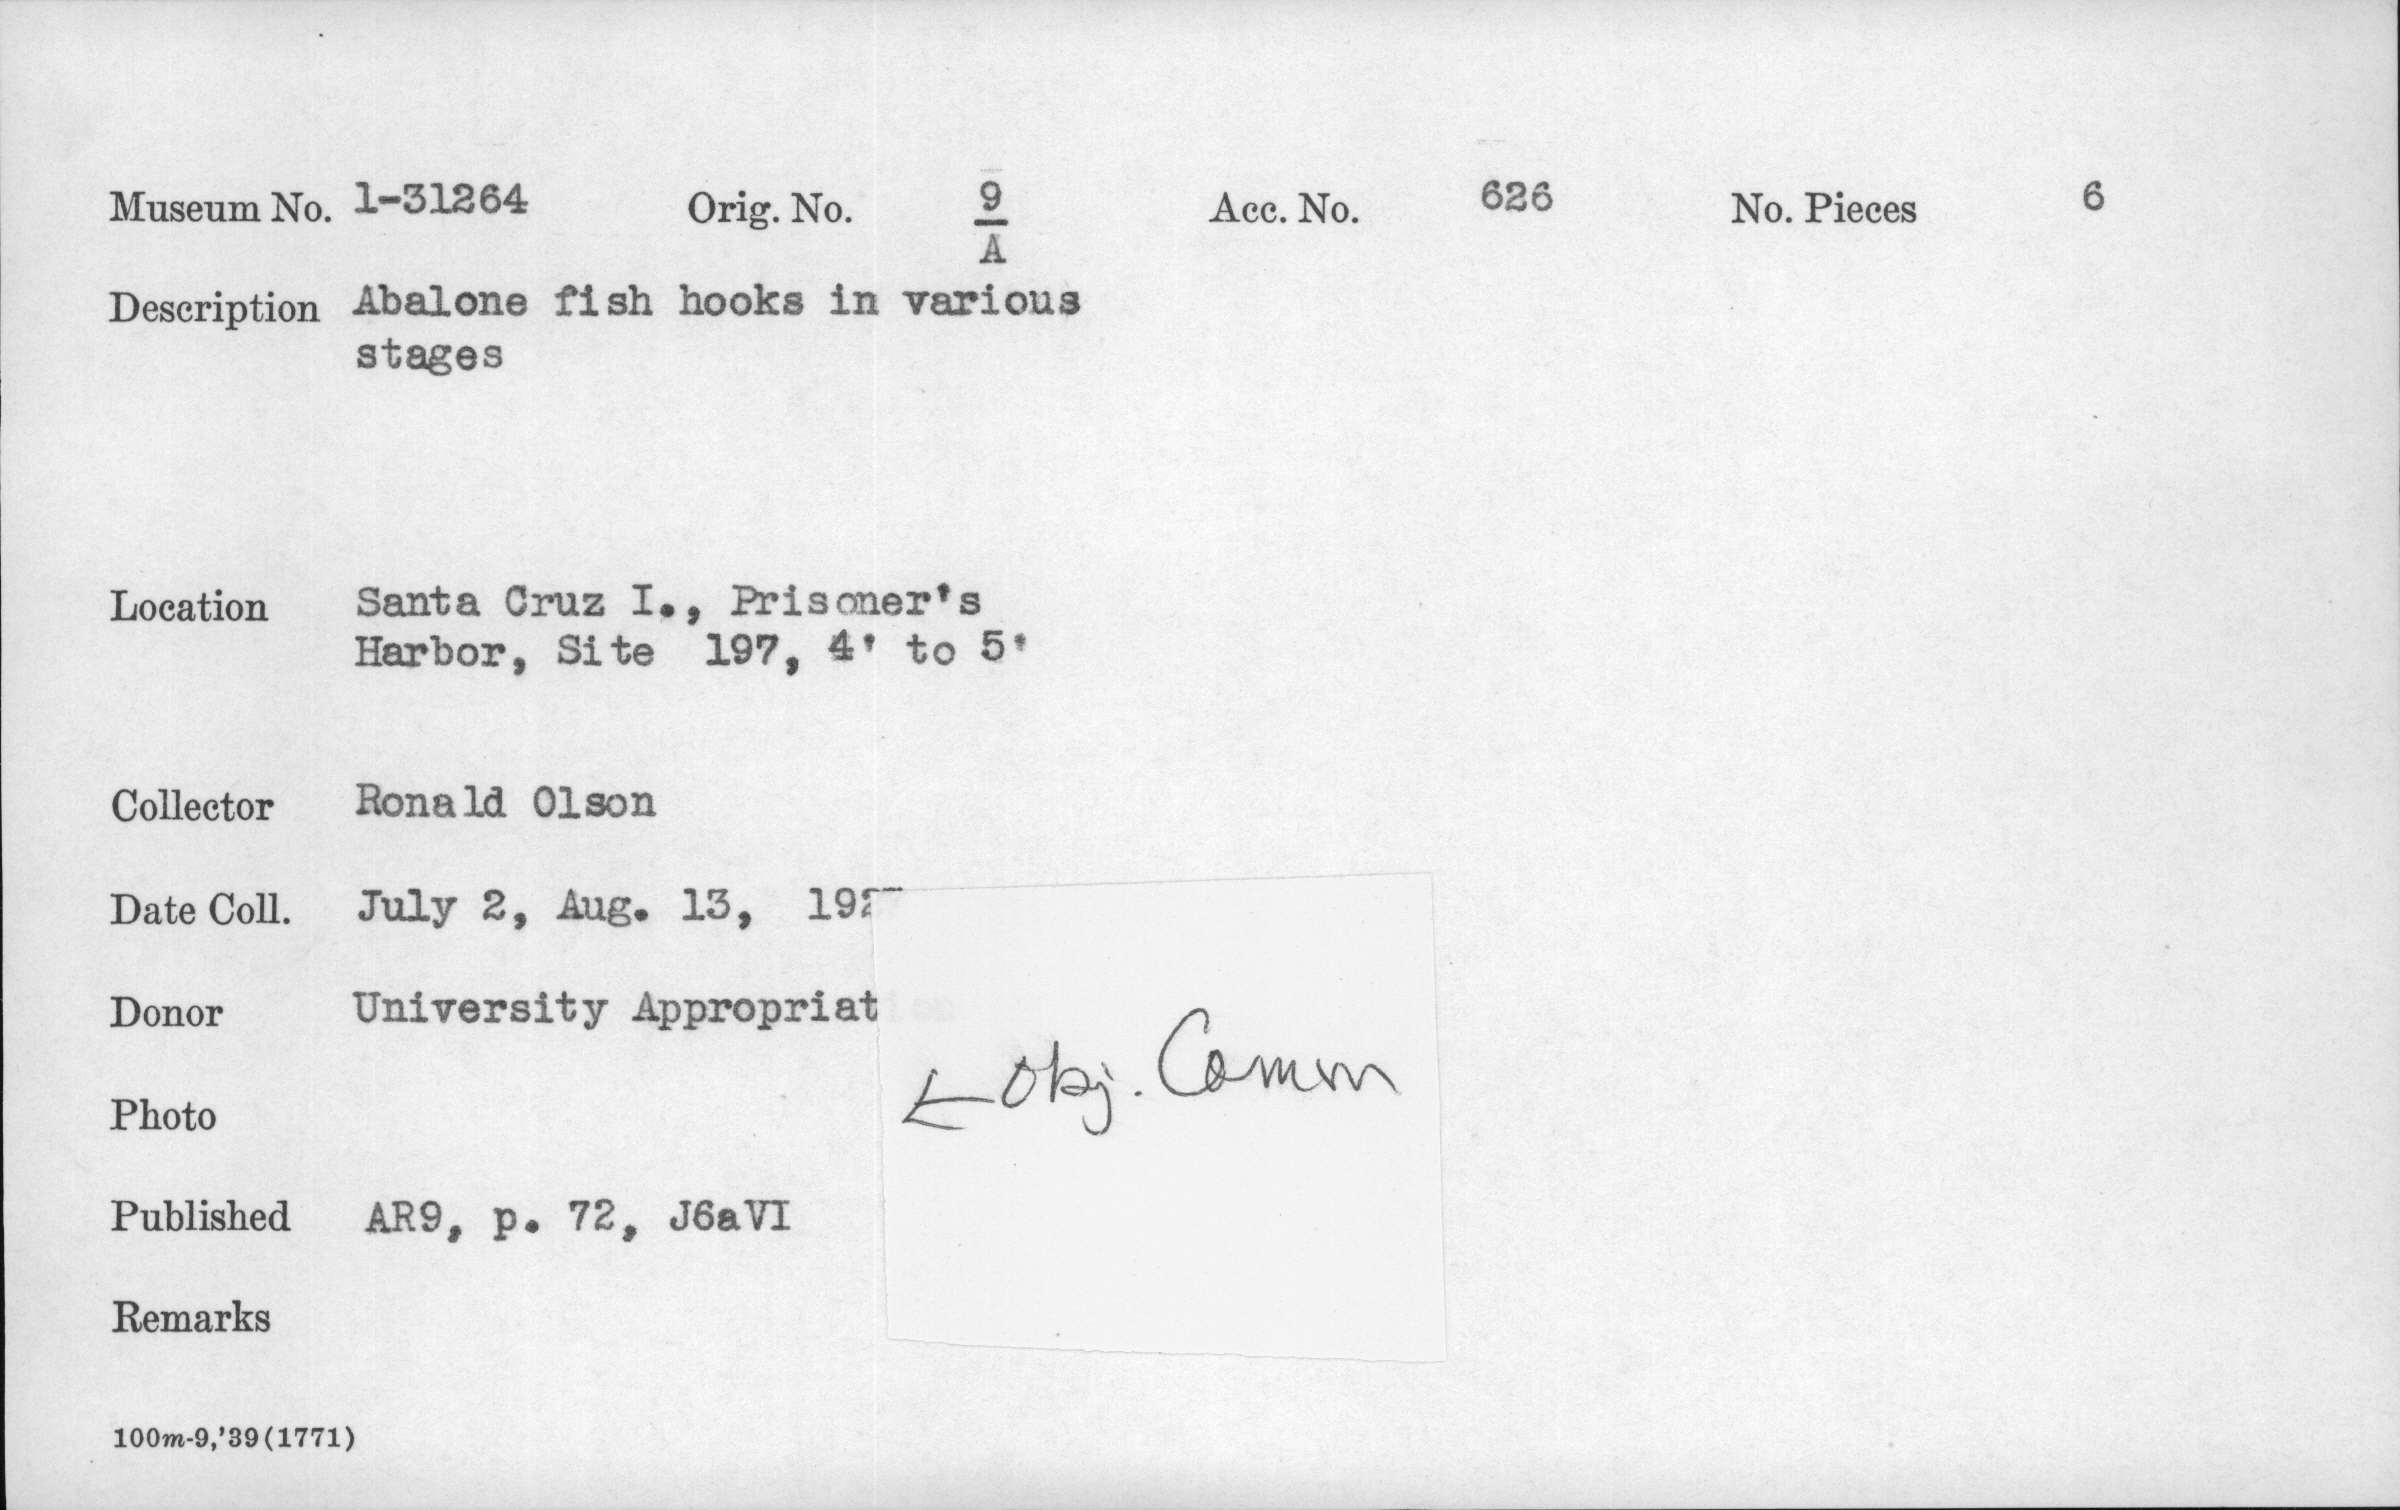 Museum No. 1-31264 Orig. No. 9/A Acc. No. 626 No. Pieces 6
Description Abalone fish hooks in various
stages
Location Santa Cruz I., Prisoner's
Harbor, Site 197, 4' to 5'
Collector Ronald Olson
Date Coll. July 2, Aug. 13, 192
Donor University Appropriat
← Obj. Comm
Photo
Published AR9, p. 72, J6aVI
Remarks
100m-9,'39(1771)